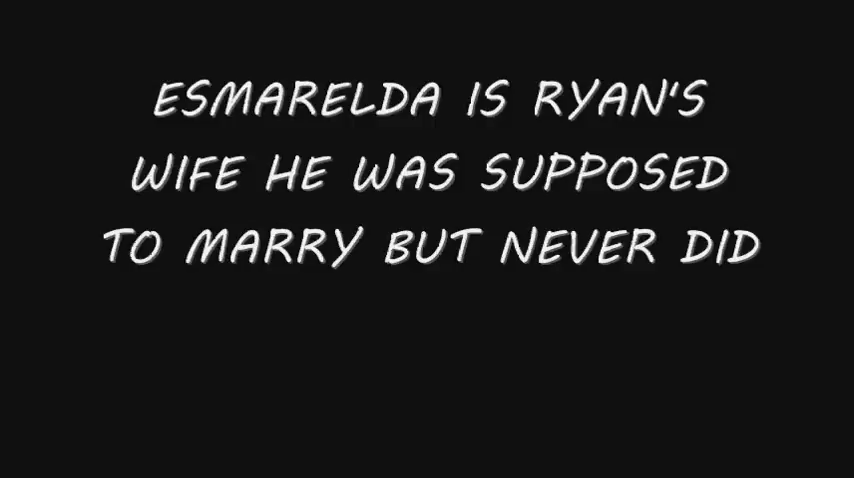 ESMARELDA IS RYAN'S
WIFE HE WAS SUPPOSED
TO MARRY BUT NEVER DID